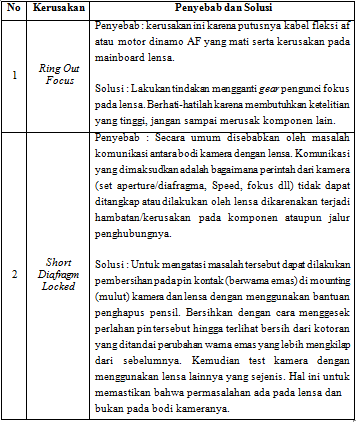 No Kerusakan Penyebab dan Solusi
1
Ring Out
Focus
Penyebab : kerusakan ini karena putusnya kabel fleksi af
atau motor dinamo AF yang mati serta kerusakan pada
mainboard lensa.
Solusi : Lakukan tindakan mengganti gear pengunci fokus
pada lensa. Berhati-hatilah karena membutuhkan ketelitian
yang tinggi, jangan sampai merusak komponen lain.
2
Short
Diafragm
Locked
Penyebab : Secara umum disebabkan oleh masalah
komunikasi antara bodi kamera dengan lensa. Komunikasi
yang dimaksudkan adalah bagaimana perintah dari kamera
(set aperture/diafragma, Speed, fokus dll) tidak dapat
ditangkap atau dilakukan oleh lensa dikarenakan terjadi
hambatan/kerusakan pada komponen ataupun jalur
penghubungnya.
Solusi : Untuk mengatasi masalah tersebut dapat dilakukan
pembersihan pada pin kontak (berwarna emas) di mounting
(mulut) kamera dan lensa dengan menggunakan bantuan
penghapus pensil. Bersihkan dengan cara menggesek
perlahan pin tersebut hingga terlihat bersih dari kotoran
yang ditandai perubahan warna emas yang lebih mengkilap
dari sebelumnya. Kemudian test kamera dengan
menggunakan lensa lainnya yang sejenis. Hal ini untuk
memastikan bahwa permasalahan ada pada lensa dan
bukan pada bodi kameranya.